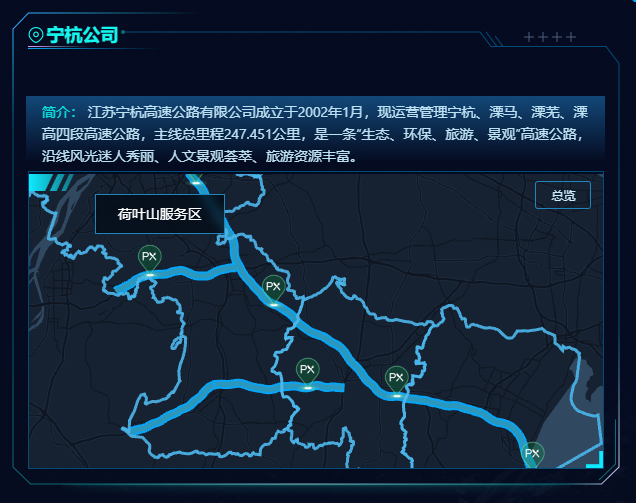 宁杭公司
简介： 江苏宁杭高速公路有限公司成立于2002年1月，现运营管理宁杭、溧马、溧芜、溧
高四段高速公路，主线总里程247.451公里，是一条“生态、环保、旅游、景观”高速公路，
沿线风光迷人秀丽、人文景观荟萃、旅游资源丰富。
总览
荷叶山服务区